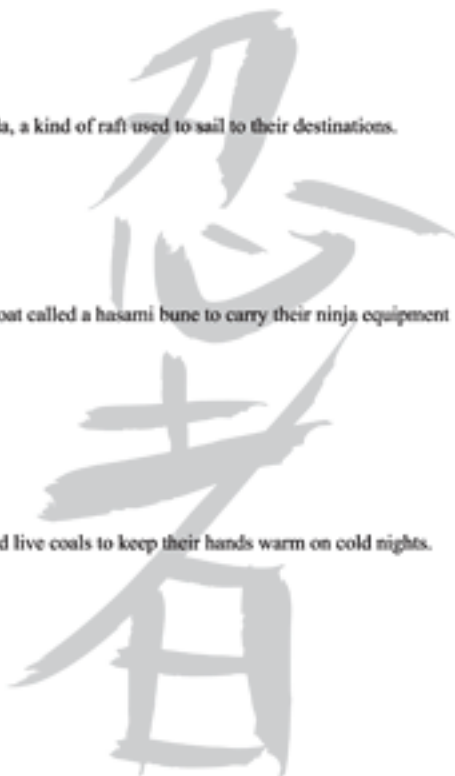 a, a kind of raft used to sail to their destinations.
oat called a hasami bune to carry their ninja equipment
d live coals to keep their hands warm on cold nights.
忍者